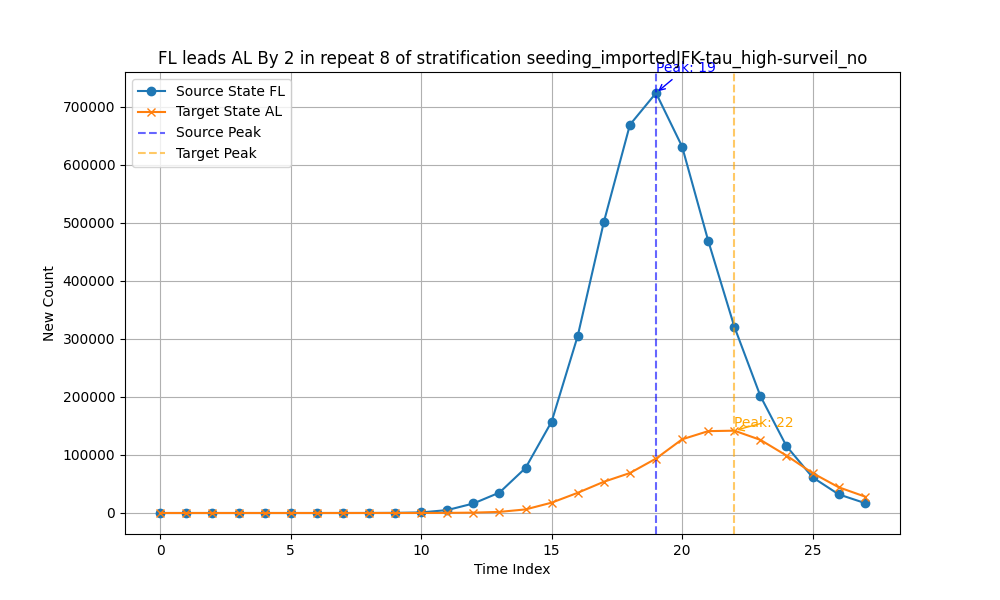 FL leads AL By 2 in repeat 8 of stratification seeding_importedJFK-tau_high-surveil_no
Peak: 19
Source State FL
Target State AL
Source Peak
Target Peak
700000
600000
500000
400000
300000
200000
100000
0
New Count
Peak: 22
0 5 10 15 20 25
Time Index